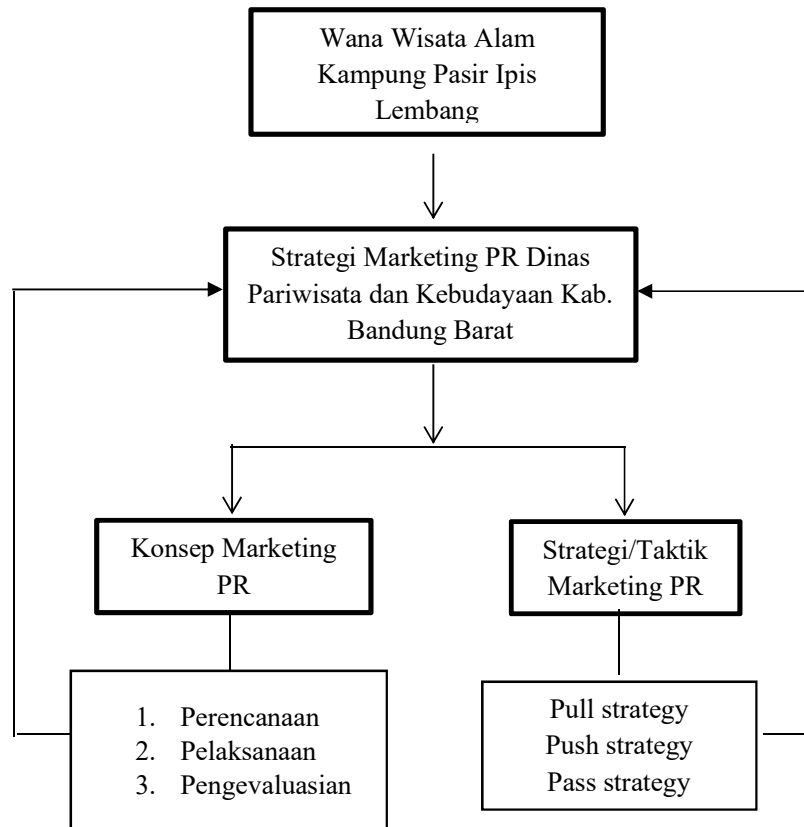 Wana Wisata Alam
Kampung Pasir Ipis
Lembang
Strategi Marketing PR Dinas
Pariwisata dan Kebudayaan Kab.
Bandung Barat
Konsep Marketing
PR
Strategi/Taktik
Marketing PR
1. Perencanaan
2. Pelaksanaan
3. Pengevaluasian
Pull strategy
Push strategy
Pass strategy